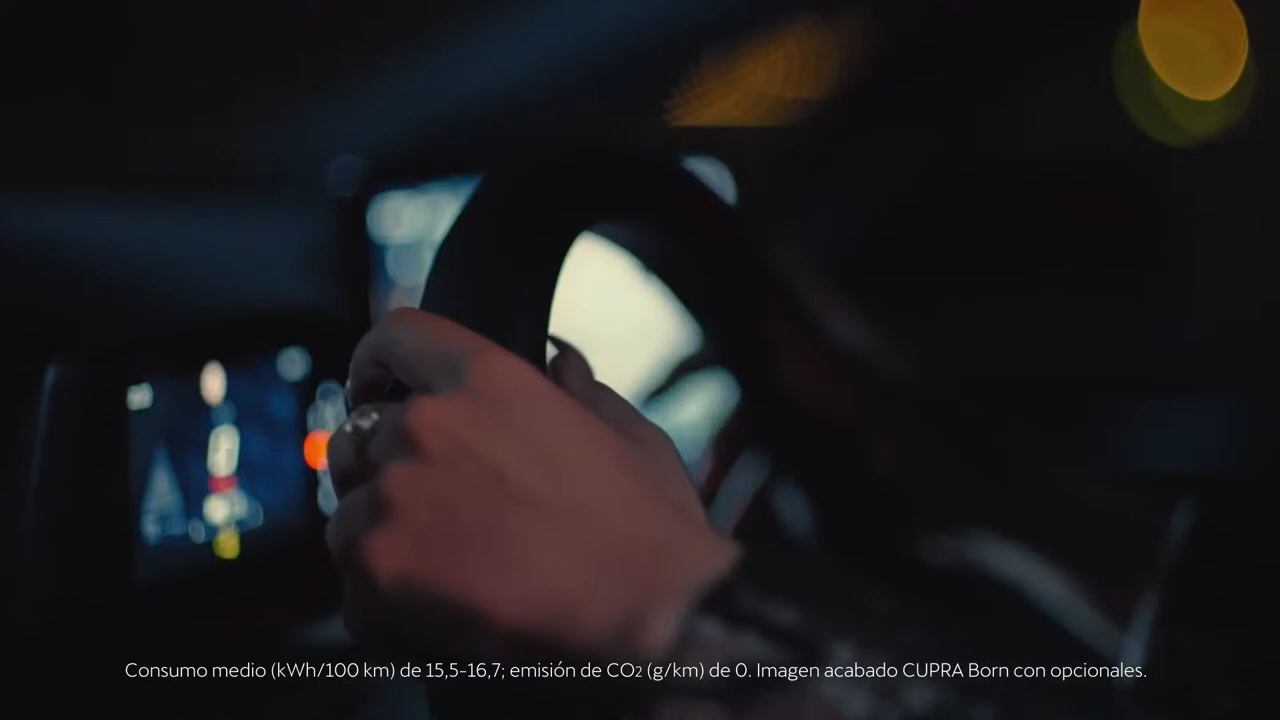 Consumo medio (kWh/100 km) de 15,5-16,7; emisión de CO2 (g/km) de 0. Imagen acabado CUPRA Born con opcionales.